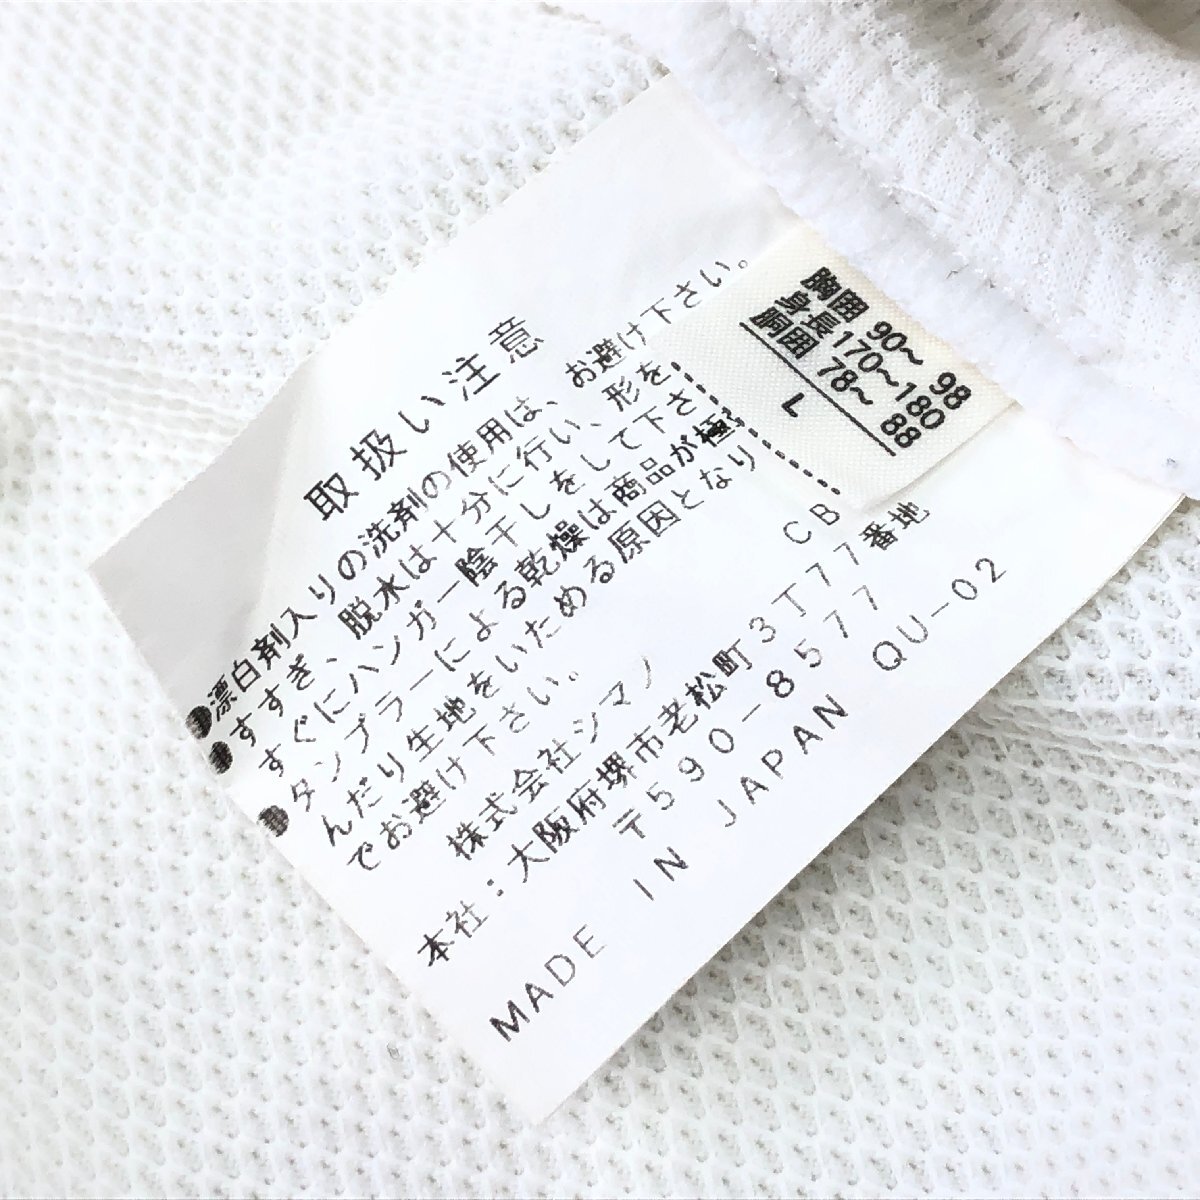 胸囲 90〜 98
身長170〜180
胴囲 78〜 88
L
取扱い注意
●漂白剤入りの洗剤の使用は、お避け下さい。
●すすぎ、脱水は十分に行い、形を
すぐにハンガー陰干しをして下さ
タンブラーによる乾燥は商品が極
●んだり生地をいためる原因となり
でお避け下さい。
CB
株式会社シマノ
本社:大阪府堺市老松町3丁77番地
〒590-8577
MADE IN JAPAN QU-02